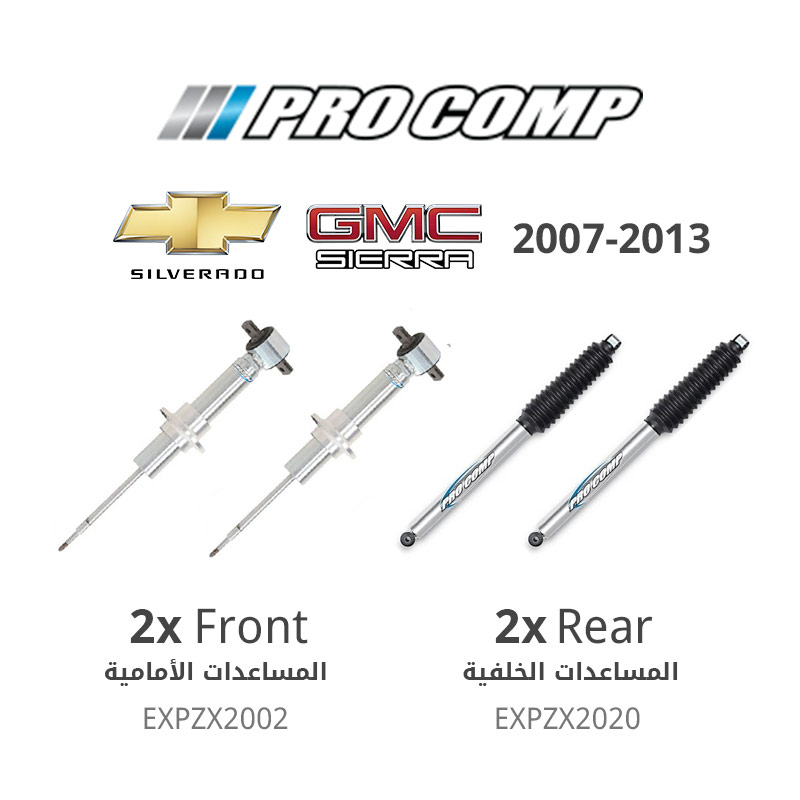 PRO COMP
SILVERADO
GMC
SIERRA
2007-2013
PRO COMP
PRO COMP
2x Front
المساعدات الأمامية
EXPZX2002
2x Rear
المساعدات الخلفية
EXPZX2020